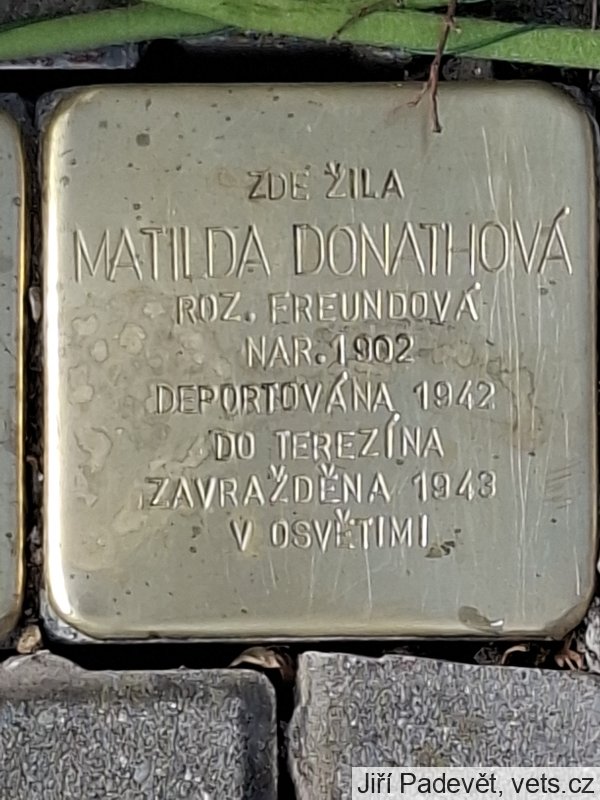 ZDE ŽILA
MATILDA DONATHOVÁ
ROZ. FREUNDOVÁ
NAR. 1902
DEPORTOVÁNA 1942
DO TEREZÍNA
ZAVRAŽDĚNA 1943
V OSVĚTIMI
Jiří Padevět, vets.cz